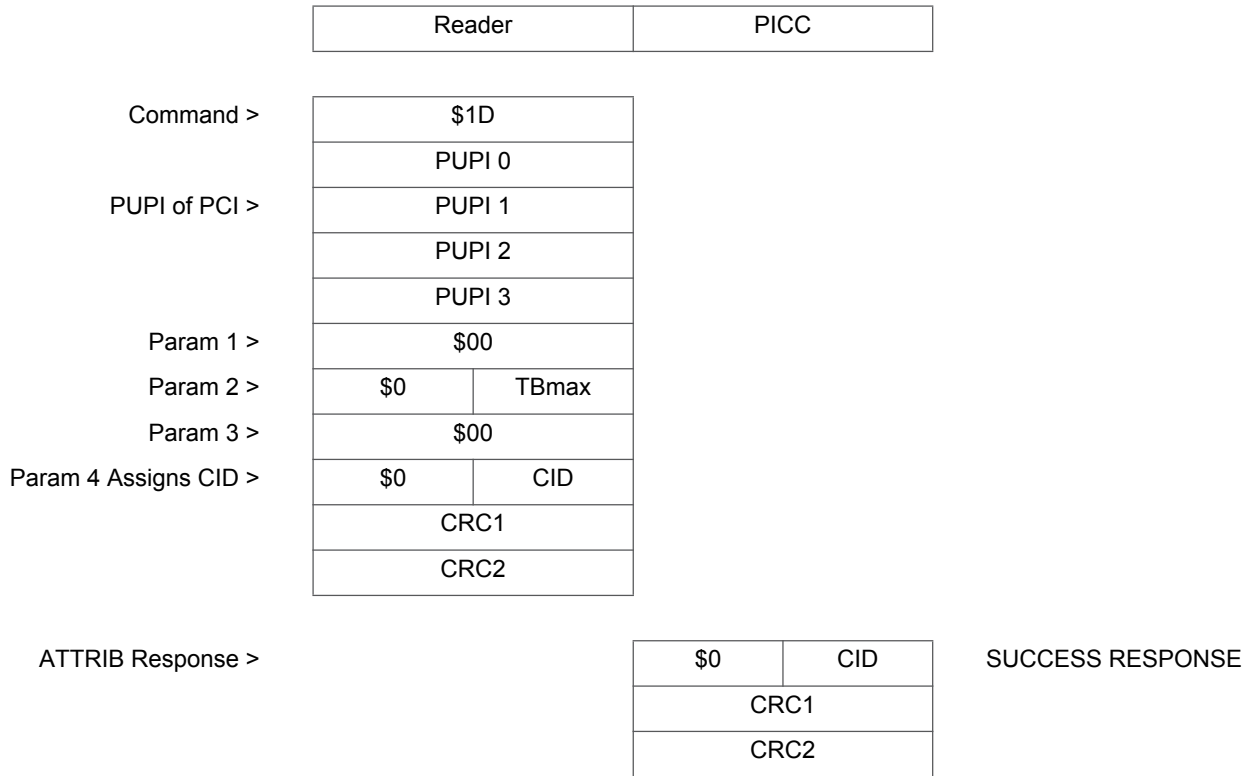 Reader PICC
Command > $1D
PUPI 0
PUPI of PCI > PUPI 1
PUPI 2
PUPI 3
Param 1 > $00
Param 2 > $0 TBmax
Param 3 > $00
Param 4 Assigns CID > $0 CID
CRC1
CRC2
ATTRIB Response > $0 CID SUCCESS RESPONSE
CRC1
CRC2